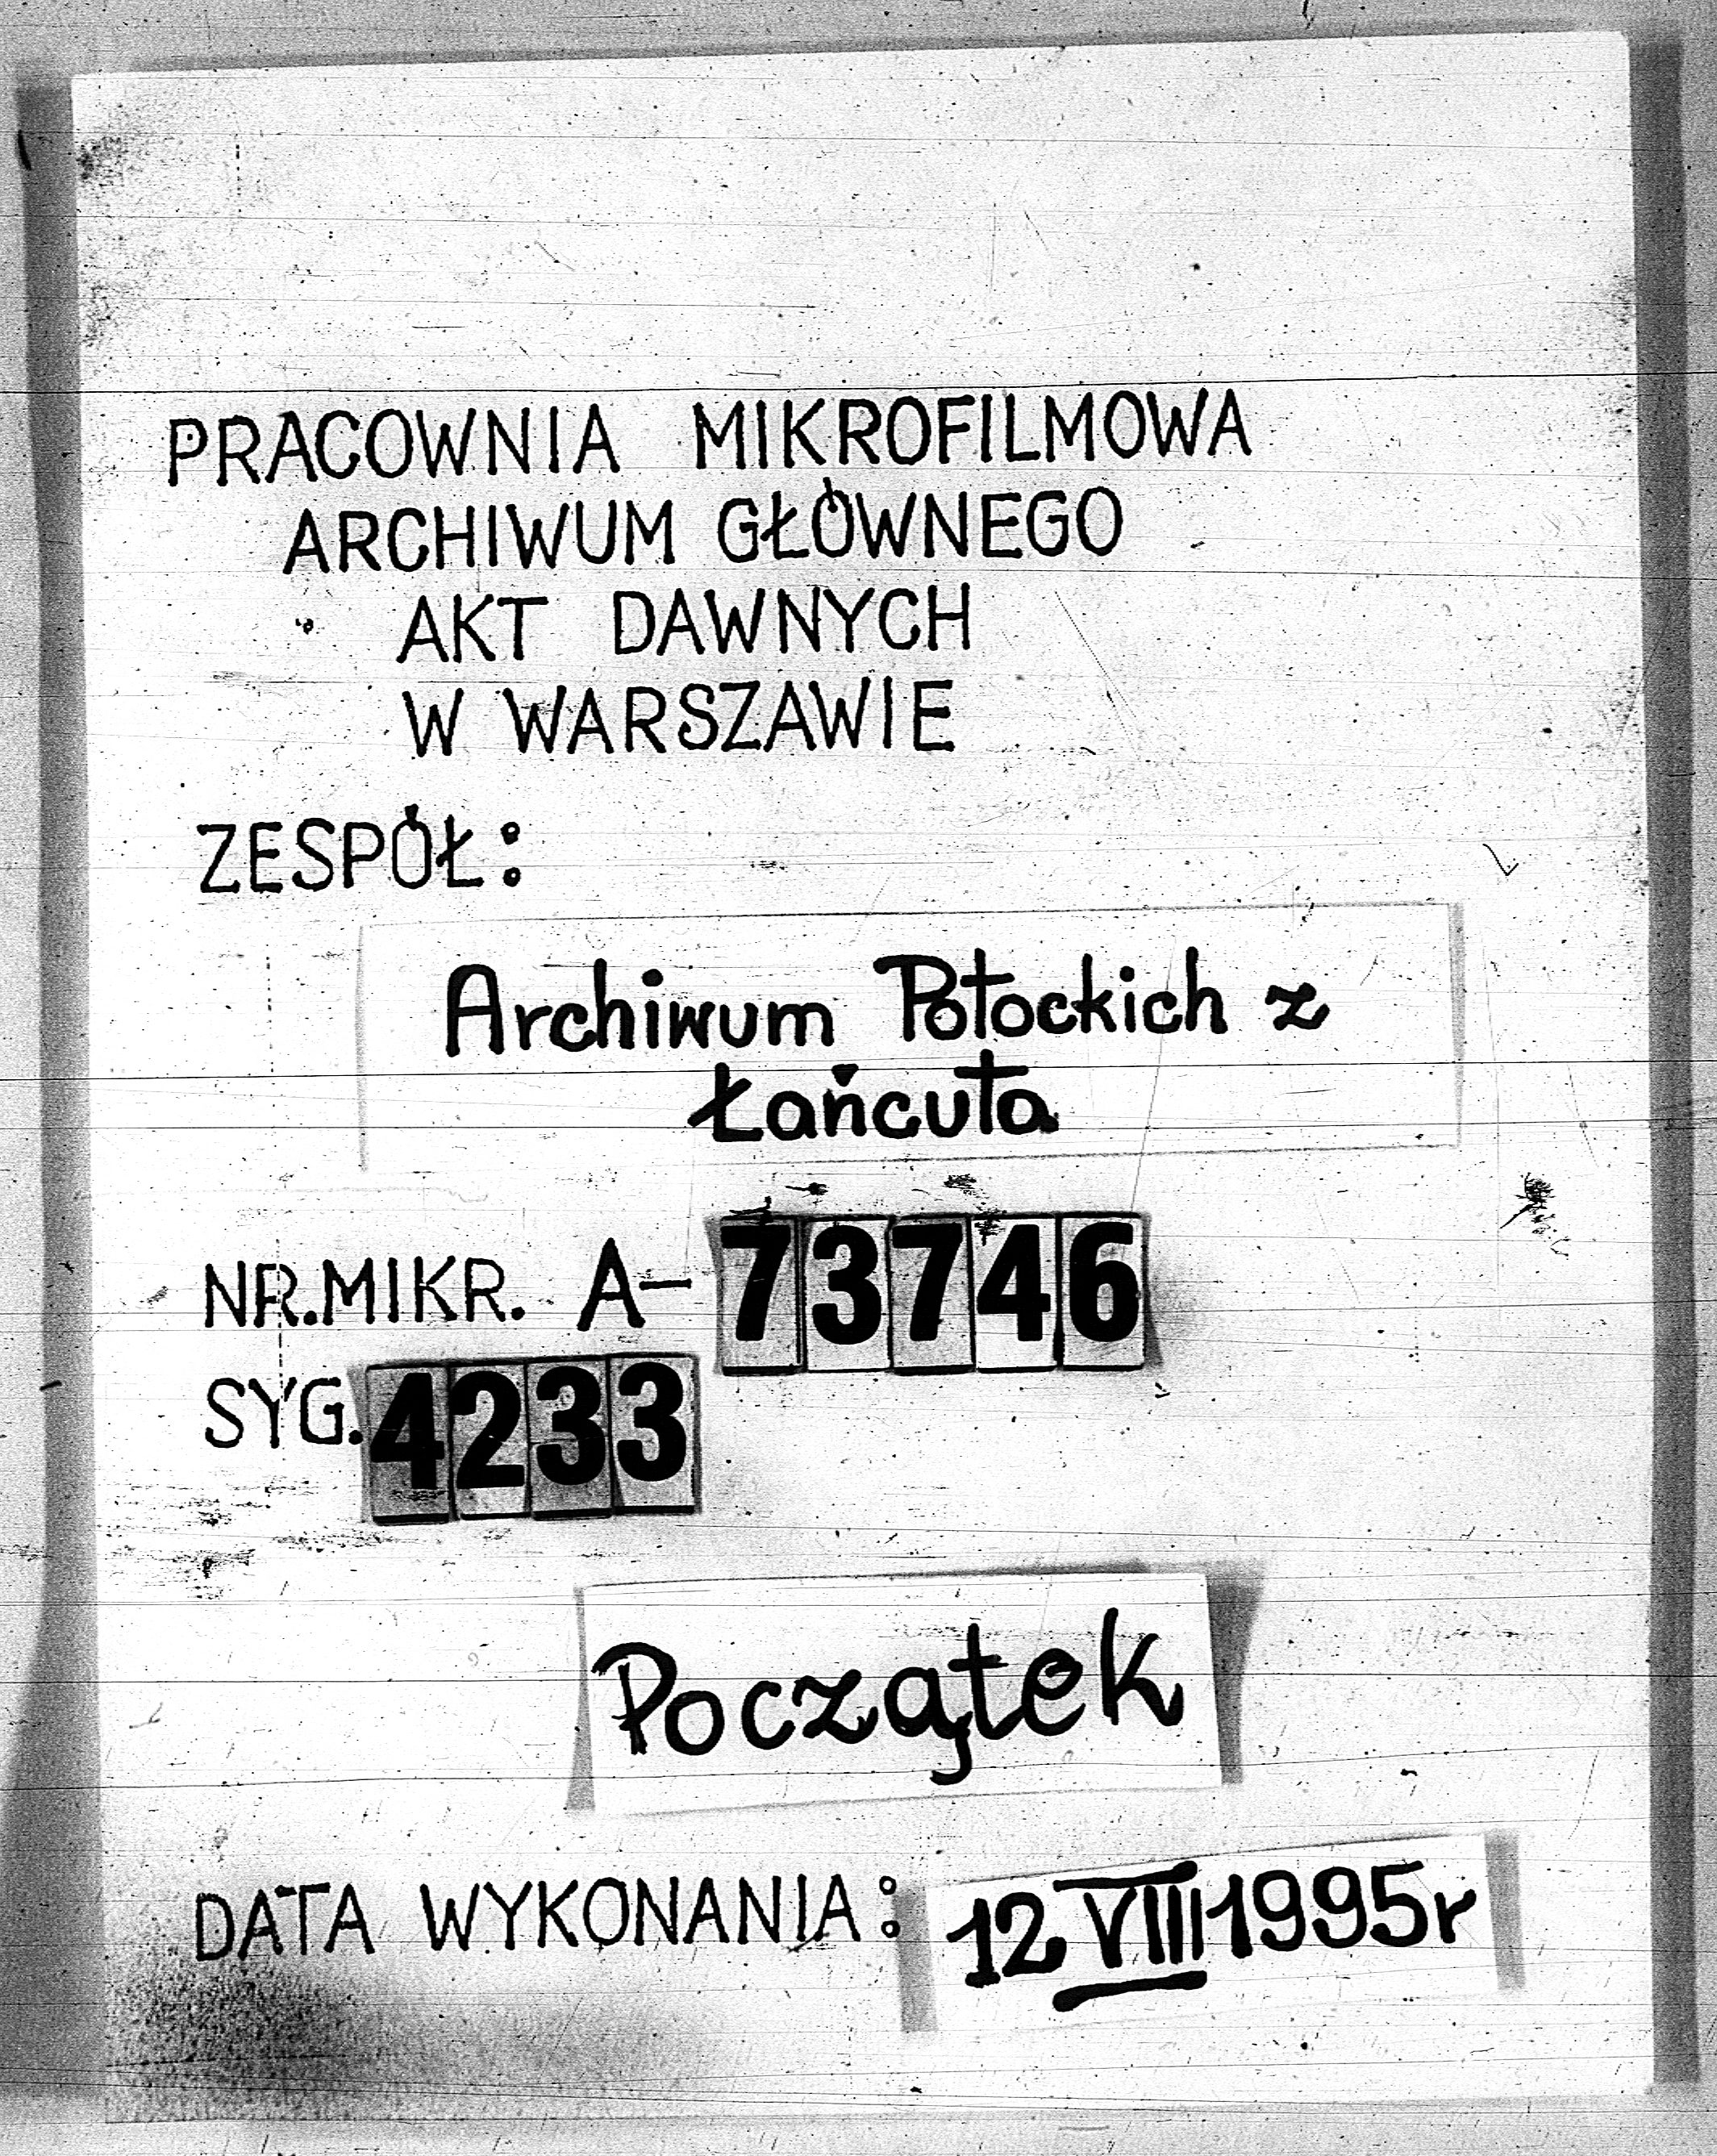 PRACOWNIA MIKROFILMOWA
ARCHIWUM GŁÓWNEGO
AKT DAWNYCH
W WARSZAWIE
ZESPÓŁ:
Archiwum Potockich z
Łańcuta
NR.MIKR. A- 73746
SYG. 4233
Początek
DATA WYKONANIA: 12 VIII 1995r